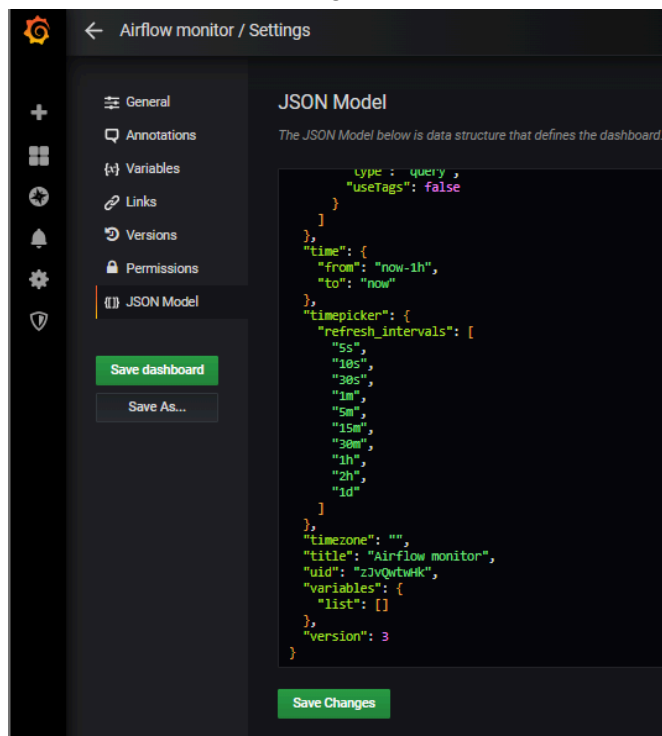 Airflow monitor / Settings
General
Annotations
Variables
Links
Versions
Permissions
JSON Model
Save dashboard
Save As...
JSON Model
The JSON Model below is data structure that defines the dashboard.
"type": "query",
"useTags": false
}
]
},
"time": {
"from": "now-1h",
"to": "now"
},
"timepicker": {
"refresh_intervals": [
"5s",
"10s",
"30s",
"1m",
"5m",
"15m",
"30m",
"1h",
"2h",
"1d"
]
},
"timezone": "",
"title": "Airflow monitor",
"uid": "zJvQwtwHk",
"variables": {
"list": []
},
"version": 3
}
Save Changes